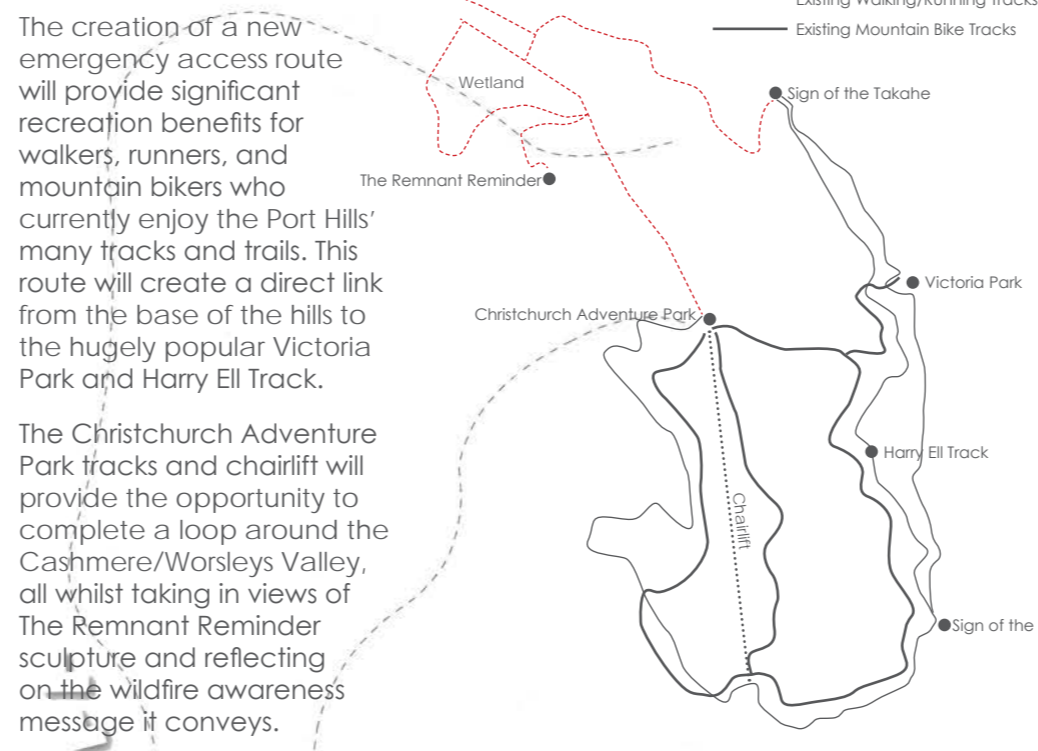 The creation of a new
emergency access route
will provide significant
recreation benefits for
walkers, runners, and
mountain bikers who
currently enjoy the Port Hills'
many tracks and trails. This
route will create a direct link
from the base of the hills to
the hugely popular Victoria
Park and Harry Ell Track.
The Christchurch Adventure
Park tracks and chairlift will
provide the opportunity to
complete a loop around the
Cashmere/Worsleys Valley,
all whilst taking in views of
The Remnant Reminder
sculpture and reflecting
on the wildfire awareness
message it conveys.
Existing Walking/Running Tracks
Existing Mountain Bike Tracks
Wetland
Sign of the Takahe
The Remnant Reminder
Victoria Park
Christchurch Adventure Park
Harry Ell Track
Chairlift
Sign of the